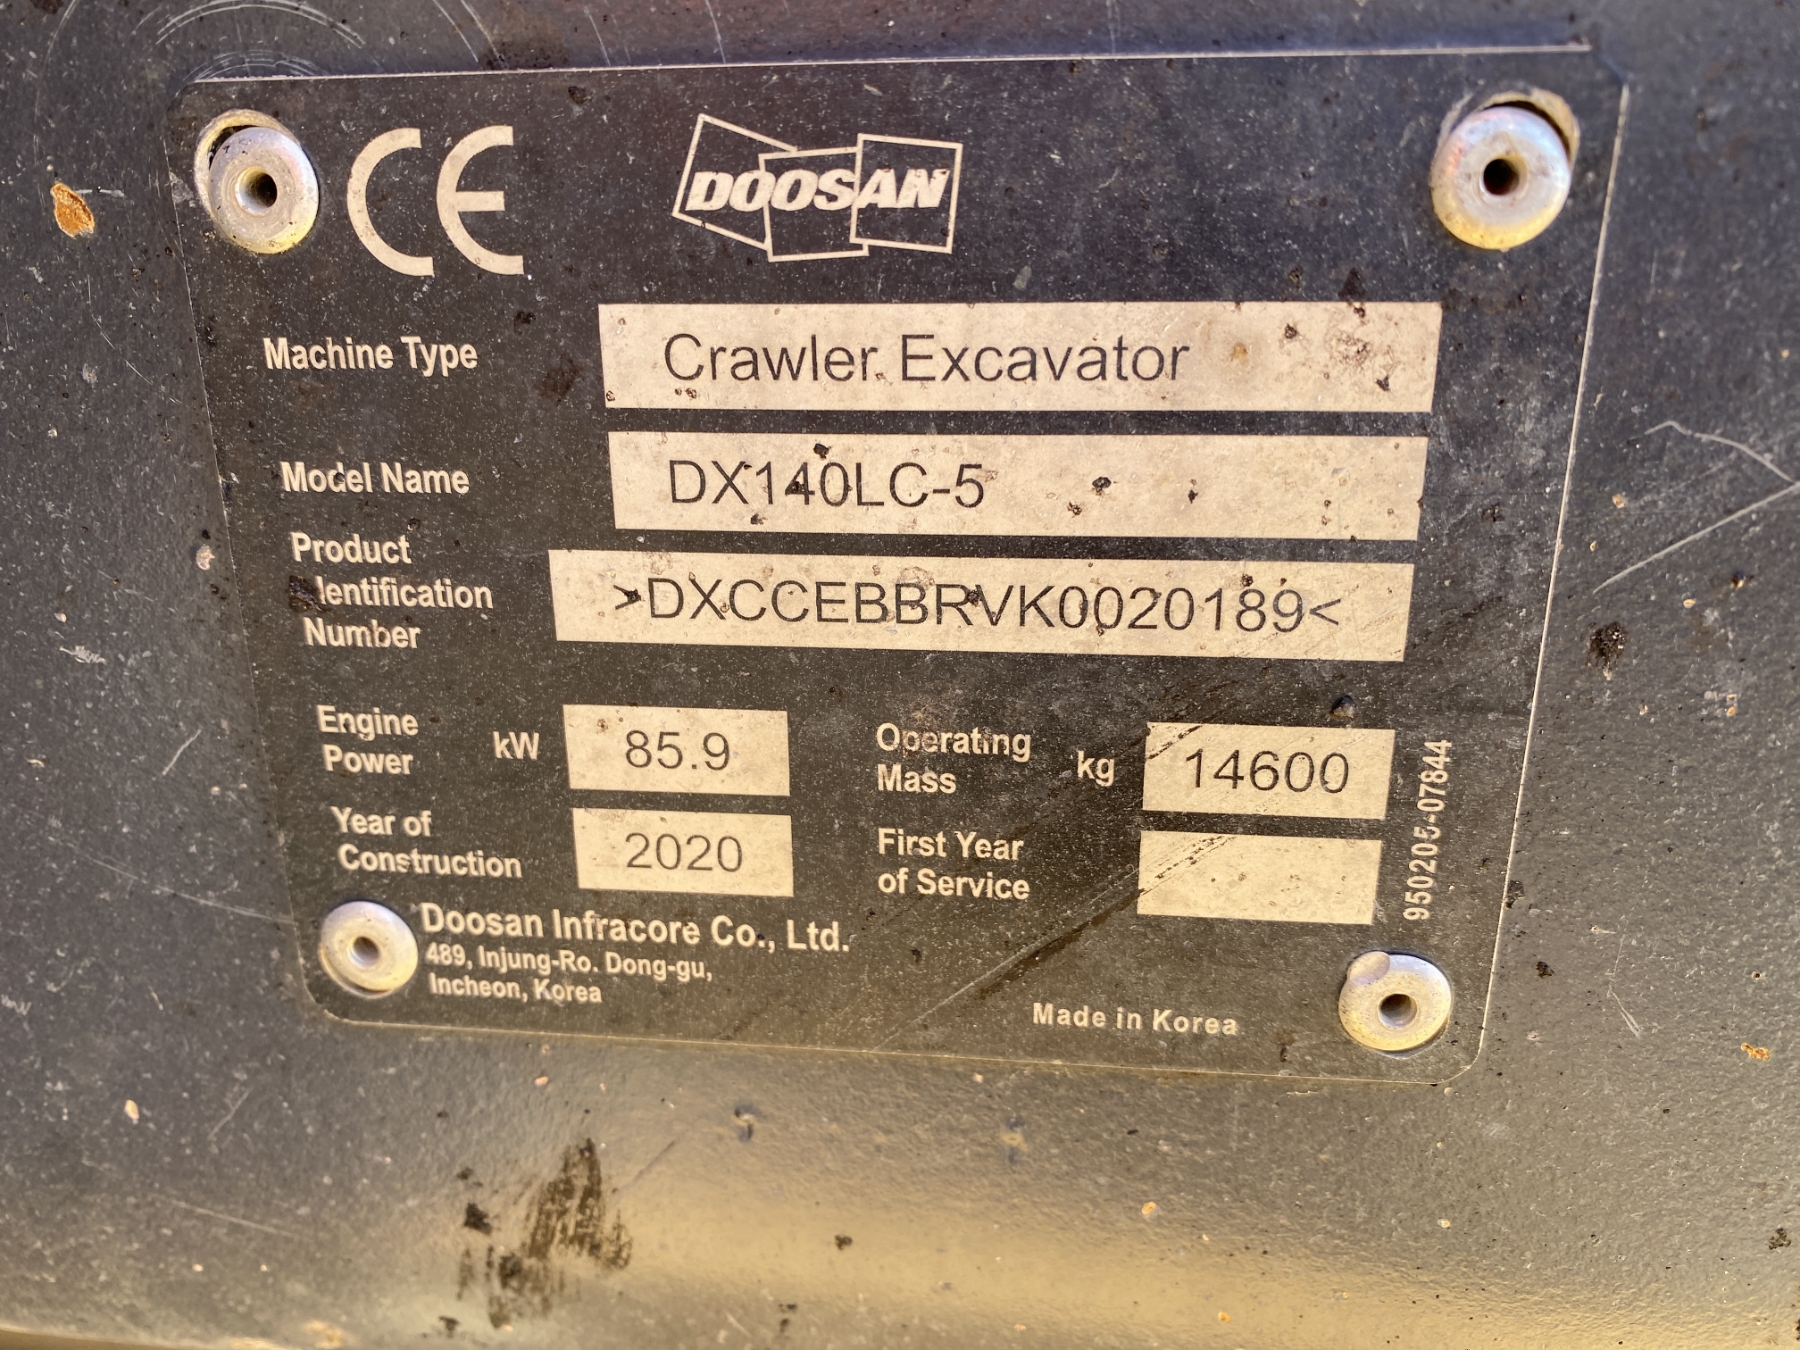 CE
DOOSAN
Machine Type Crawler Excavator
Model Name DX140LC-5
Product
Identification
Number
>DXCCEBBRVK0020189<
Engine
Power kW 85.9
Operating
Mass kg 14600
Year of
Construction 2020
First Year
of Service
950205-07844
Doosan Infracore Co., Ltd.
489, Injung-Ro. Dong-gu,
Incheon, Korea
Made in Korea